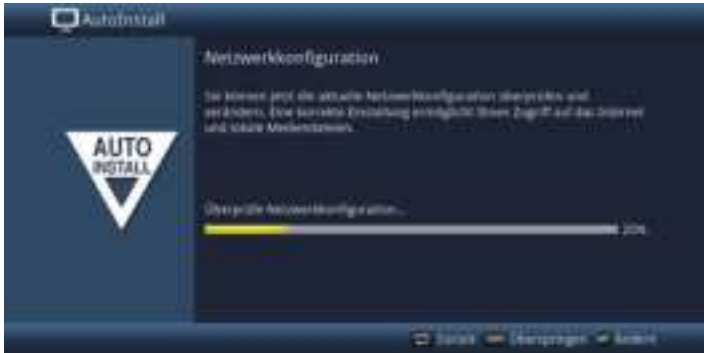 AutoInstall
Netzwerkkonfiguration
Sie können jetzt die aktuelle Netzwerkkonfiguration überprüfen und
verändern. Eine korrekte Einstellung ermöglicht Ihnen Zugriff auf das Internet
und lokale Mediendateien.
AUTO
INSTALL
Überprüfe Netzwerkkonfiguration...
20%
Zurück Überspringen Ändern